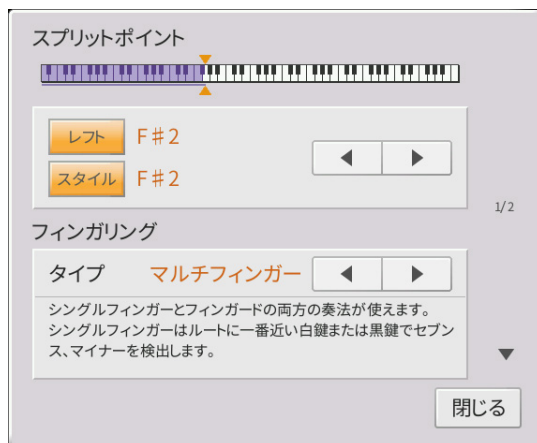 スプリットポイント
レフト F♯2
スタイル F♯2
1/2
フィンガリング
タイプ マルチフィンガー
シングルフィンガーとフィンガードの両方の奏法が使えます。
シングルフィンガーはルートに一番近い白鍵または黒鍵でセブン
ス、マイナーを検出します。
閉じる